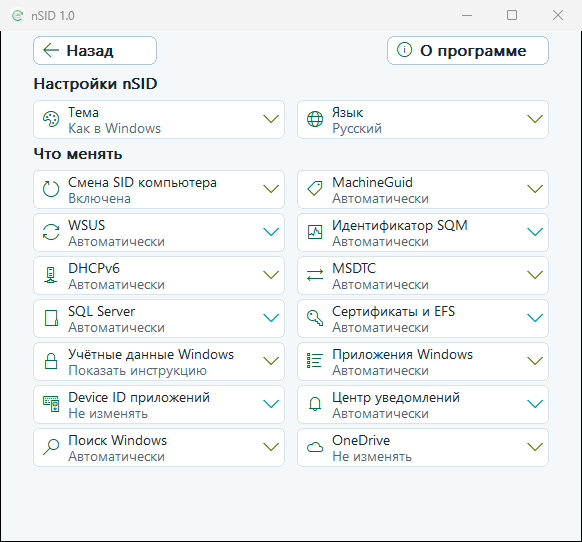 nSID 1.0
Назад
О программе
Настройки nSID
Тема
Как в Windows
Язык
Русский
Что менять
Смена SID компьютера
Включена
MachineGuid
Автоматически
WSUS
Автоматически
Идентификатор SQM
Автоматически
DHCPv6
Автоматически
MSDTC
Автоматически
SQL Server
Автоматически
Сертификаты и EFS
Автоматически
Учётные данные Windows
Показать инструкцию
Приложения Windows
Автоматически
Device ID приложений
Не изменять
Центр уведомлений
Автоматически
Поиск Windows
Автоматически
OneDrive
Не изменять